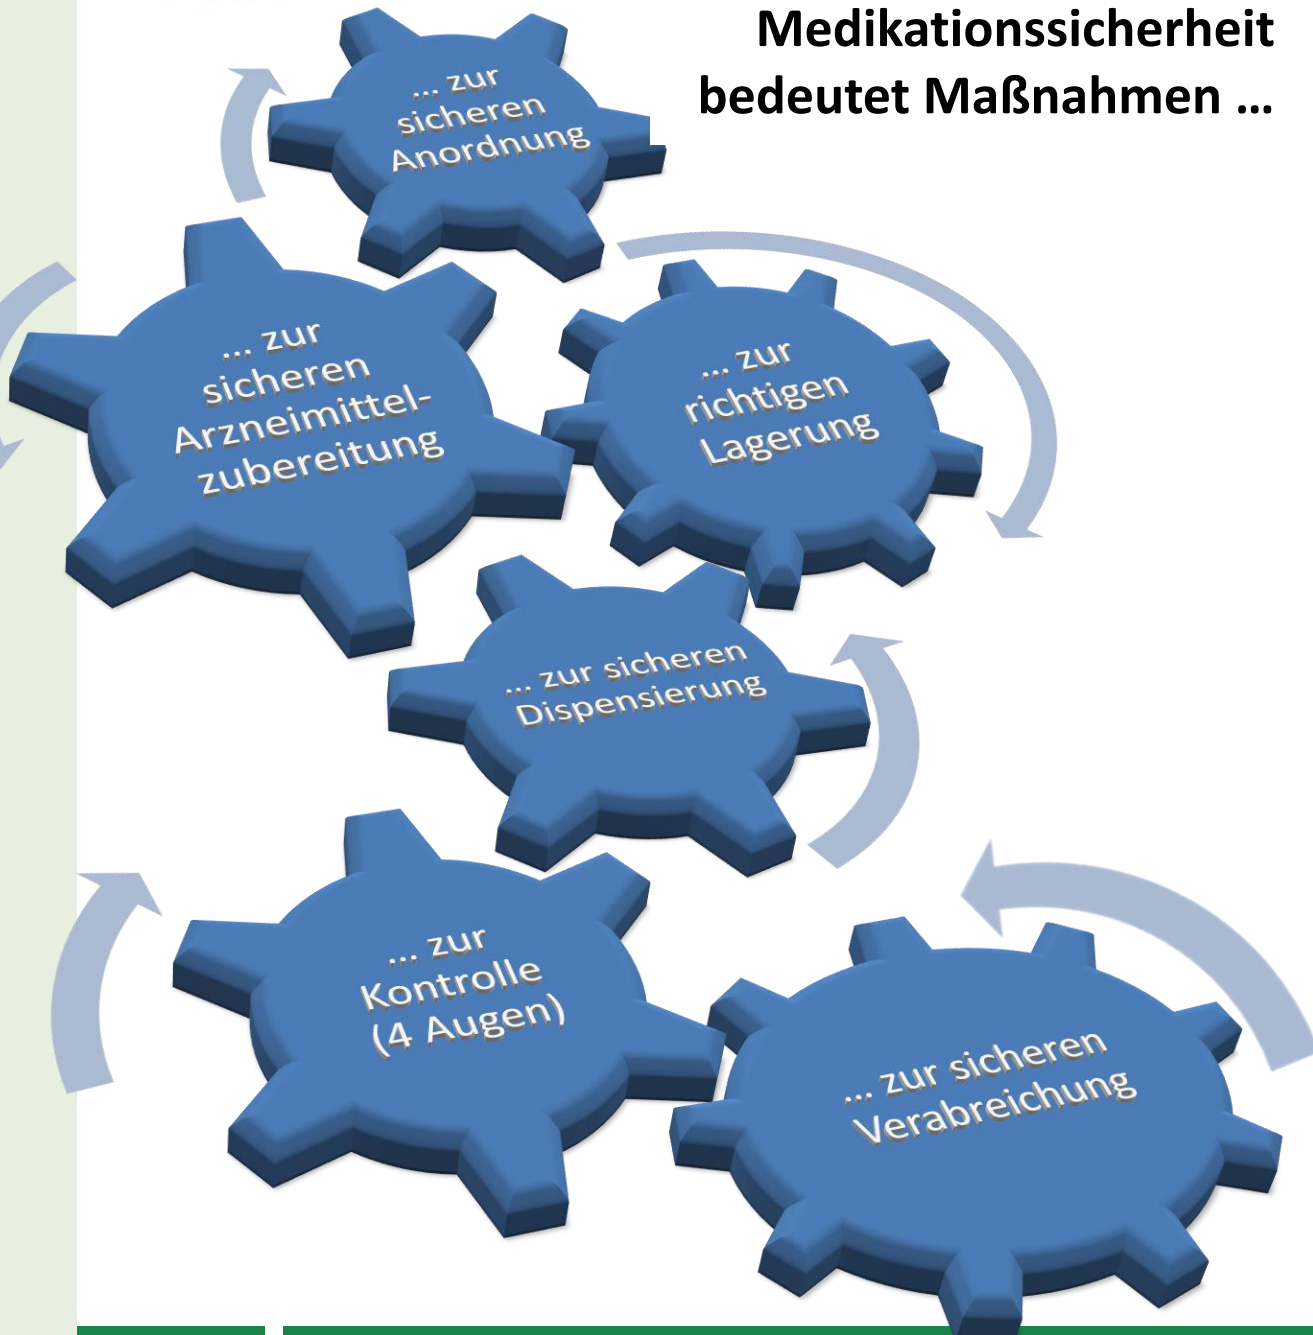 Medikationssicherheit
bedeutet Maßnahmen ...
... zur
sicheren
Anordnung
... zur
sicheren
Arzneimittel-
zubereitung
... zur
richtigen
Lagerung
... zur sicheren
Dispensierung
... zur
Kontrolle
(4 Augen)
... zur sicheren
Verabreichung